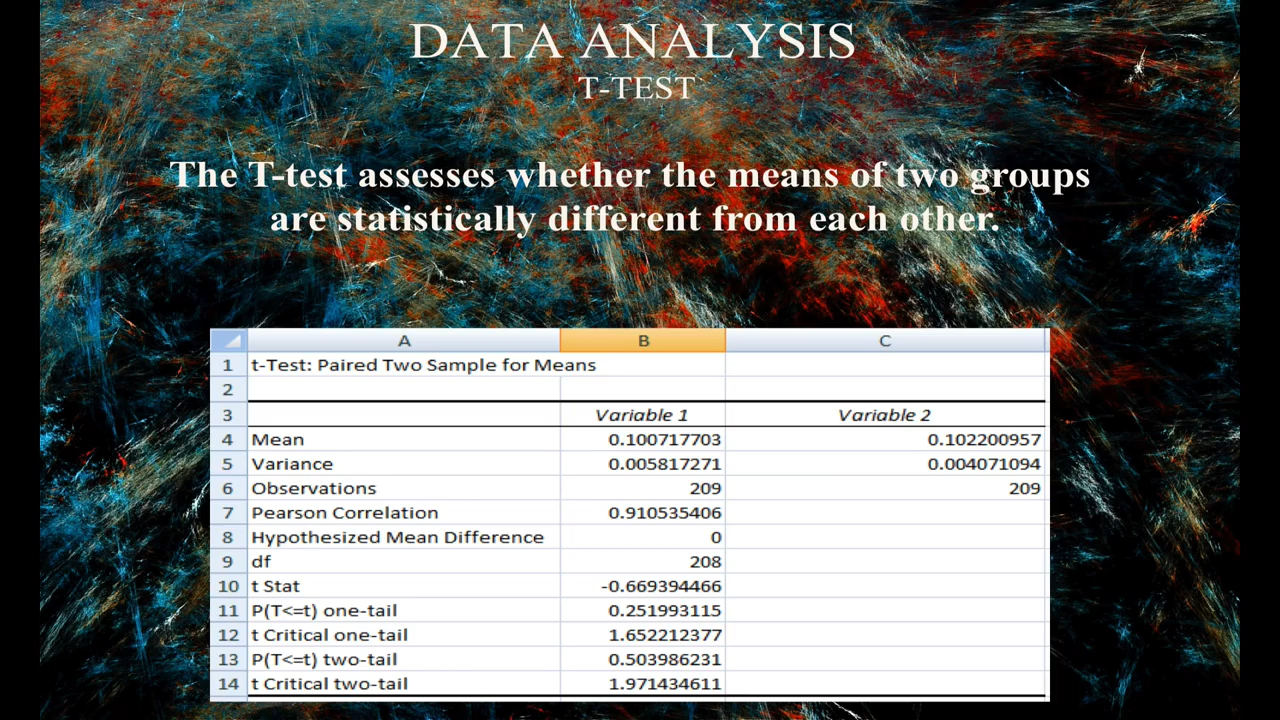 DATA ANALYSIS
T-TEST
The T-test assesses whether the means of two groups
are statistically different from each other.
A B C
1 t-Test: Paired Two Sample for Means
2
3 Variable 1 Variable 2
4 Mean 0.100717703 0.102200957
5 Variance 0.005817271 0.004071094
6 Observations 209 209
7 Pearson Correlation 0.910535406
8 Hypothesized Mean Difference 0
9 df 208
10 t Stat -0.669394466
11 P(T<=t) one-tail 0.251993115
12 t Critical one-tail 1.652212377
13 P(T<=t) two-tail 0.503986231
14 t Critical two-tail 1.971434611